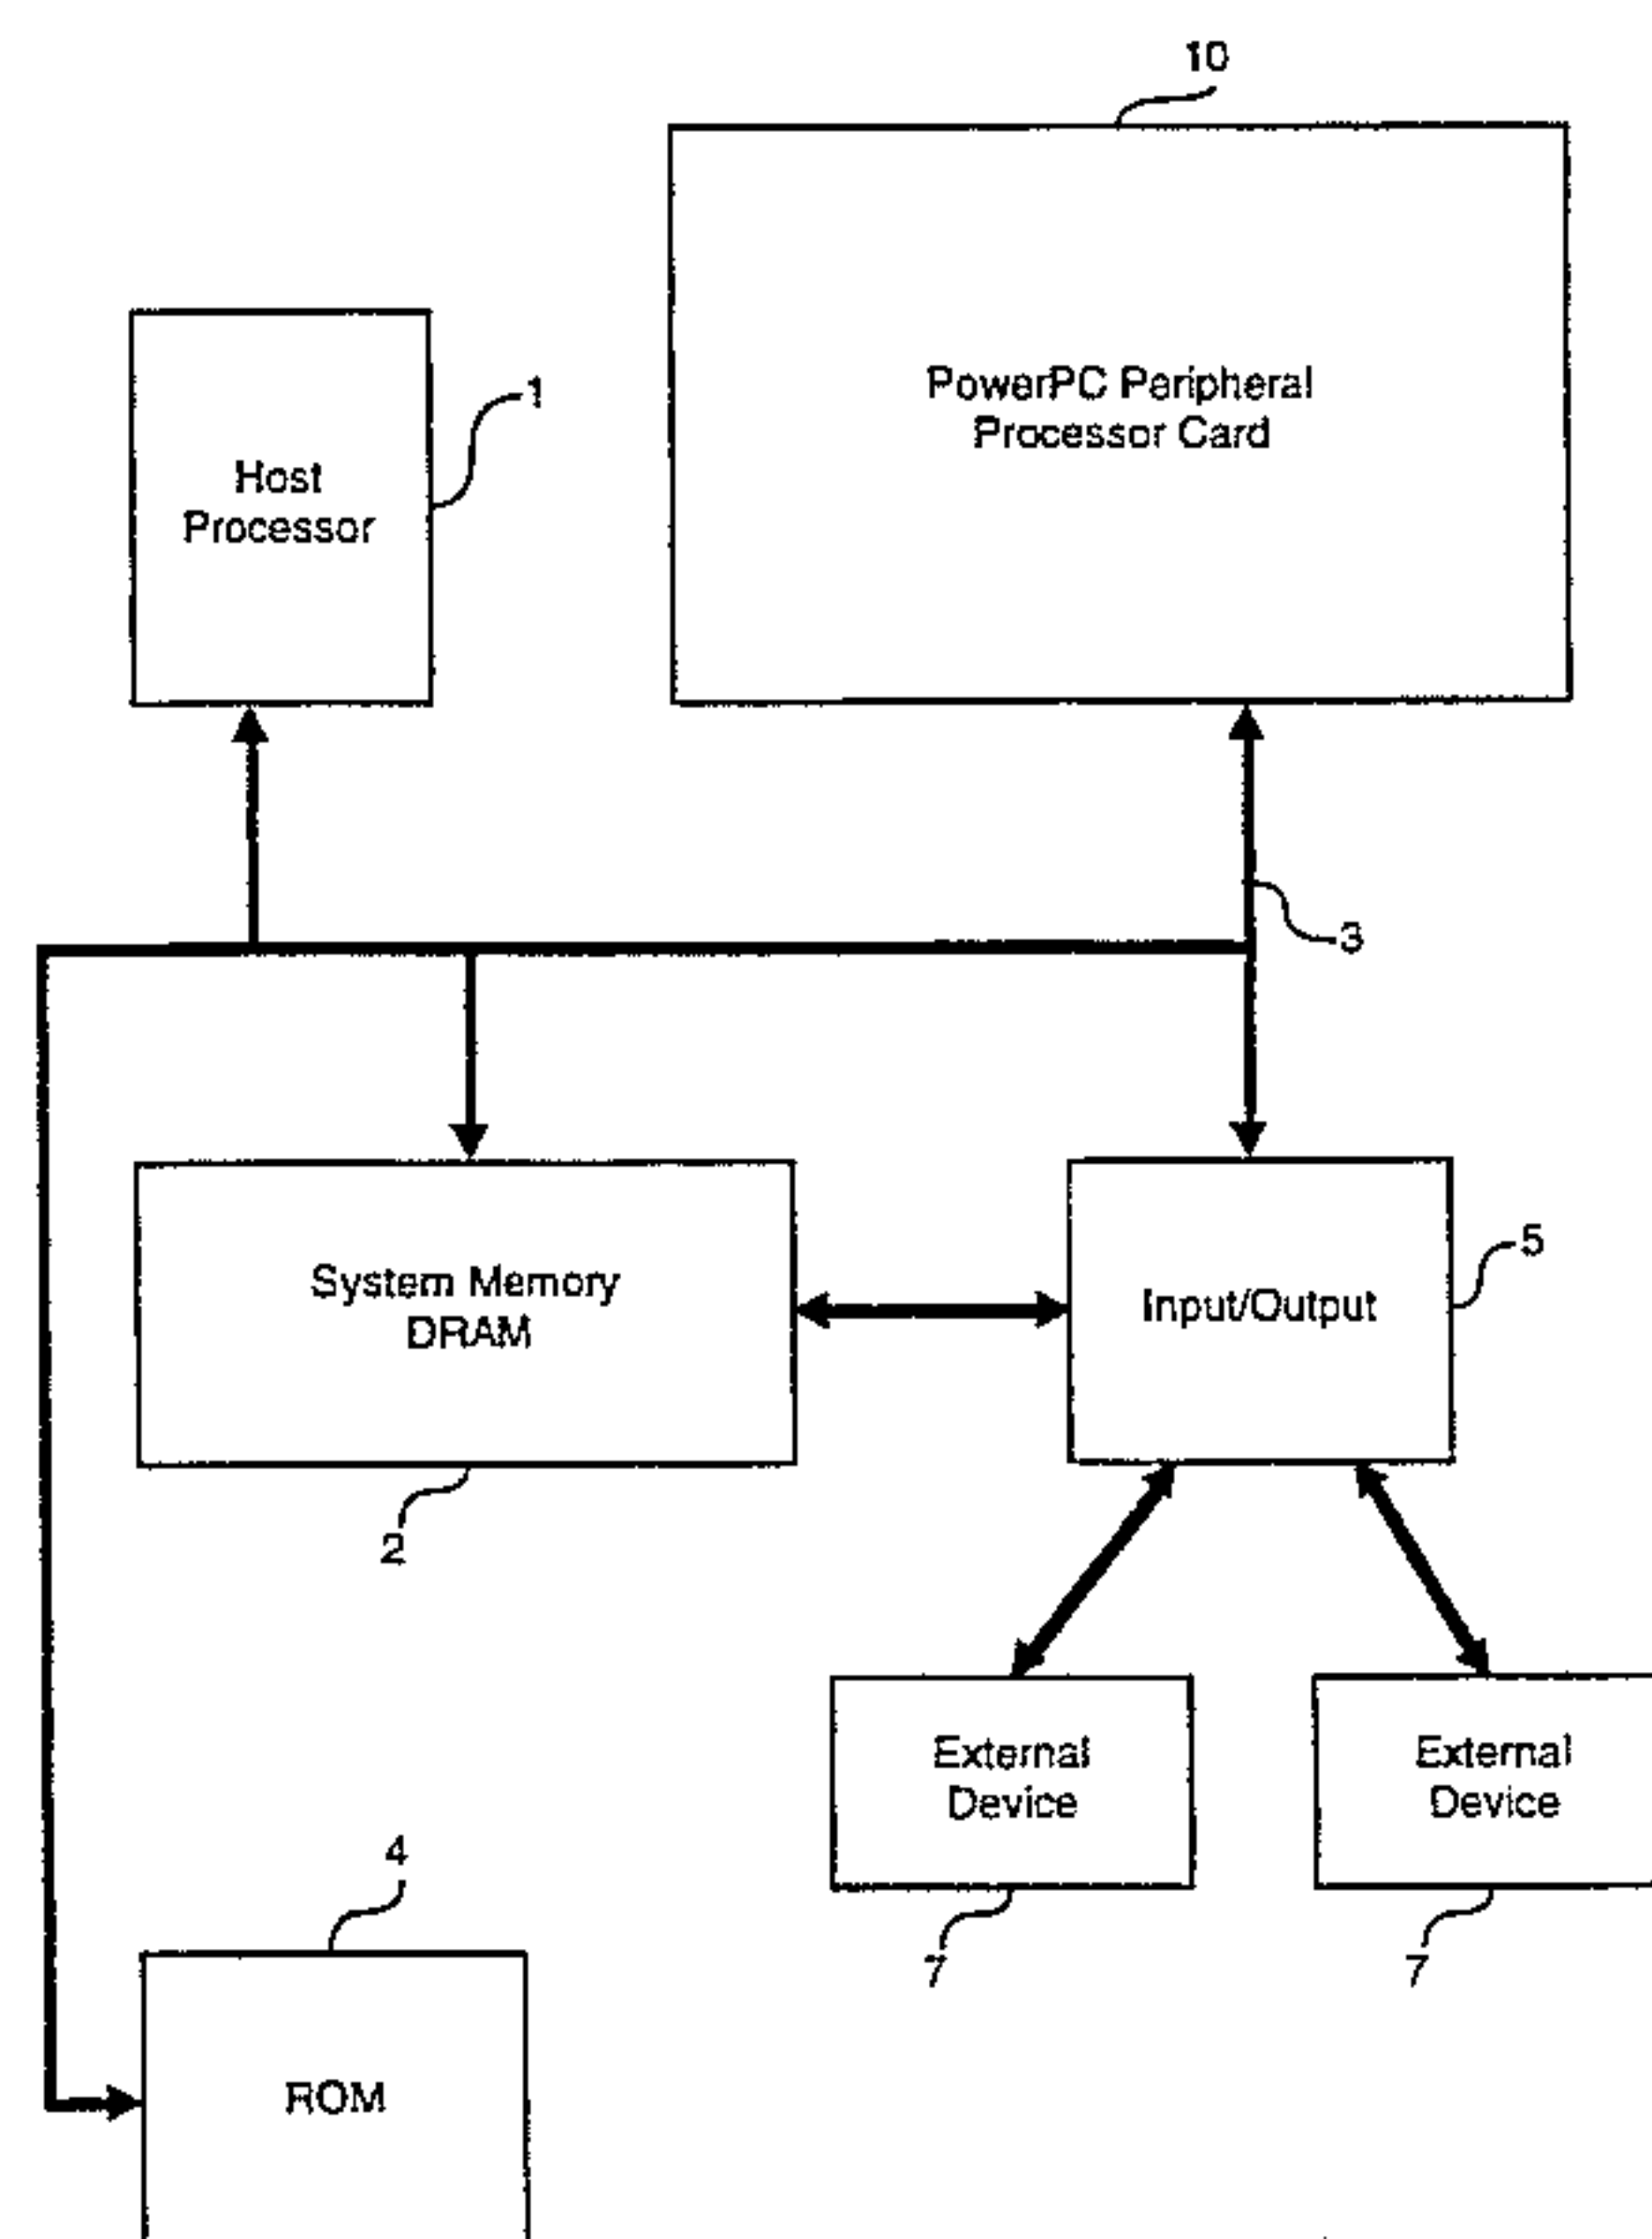 10
PowerPC Peripheral
Processor Card
1
Host
Processor
3
System Memory
DRAM
Input/Output
5
2
External
Device
External
Device
4
7
7
ROM